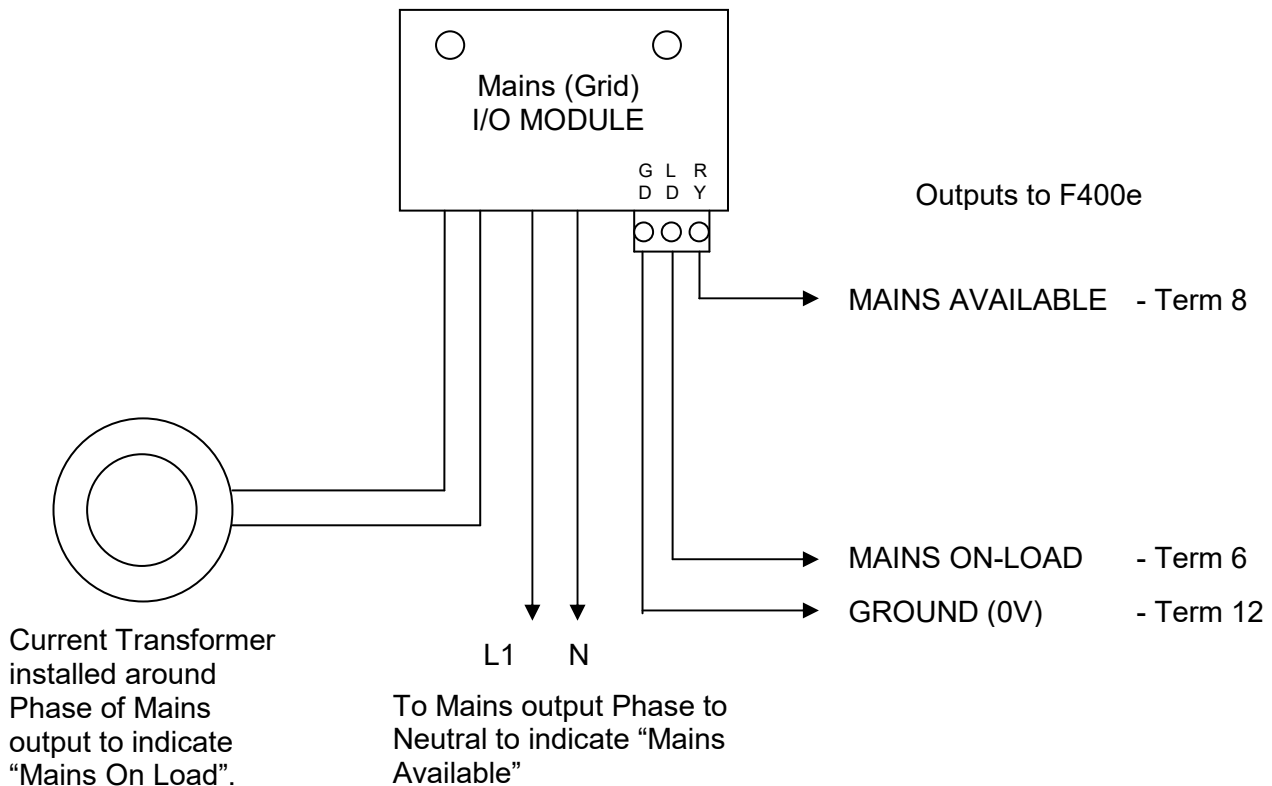 Mains (Grid)
I/O MODULE
G L R
D D Y
Outputs to F400e
MAINS AVAILABLE - Term 8
MAINS ON-LOAD - Term 6
GROUND (0V) - Term 12
Current Transformer
installed around
Phase of Mains
output to indicate
“Mains On Load”.
L1 N
To Mains output Phase to
Neutral to indicate “Mains
Available”